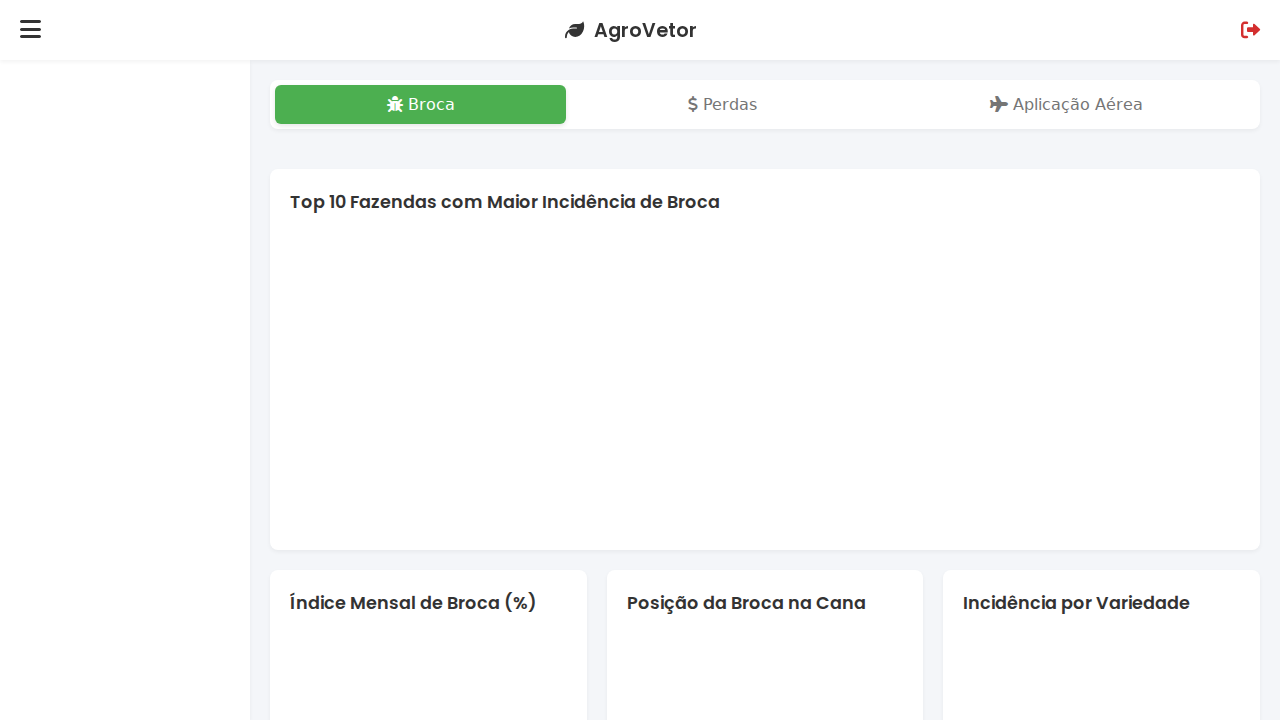 AgroVetor
Broca
Perdas
Aplicação Aérea
Top 10 Fazendas com Maior Incidência de Broca
Índice Mensal de Broca (%)
Posição da Broca na Cana
Incidência por Variedade